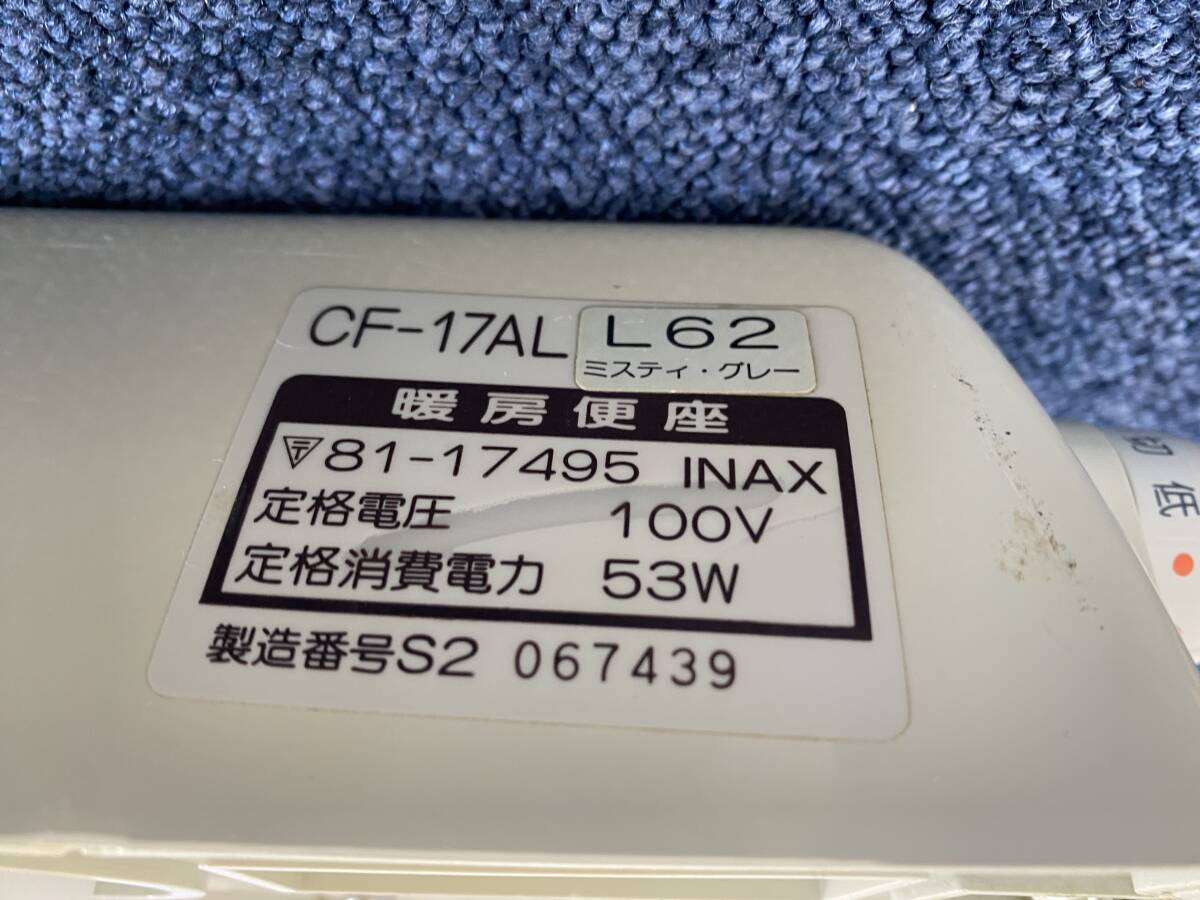 CF-17AL L62
ミスティ・グレー
暖房便座
〒81-17495 INAX
定格電圧 100V
定格消費電力 53W
製造番号S2 067439
切 低